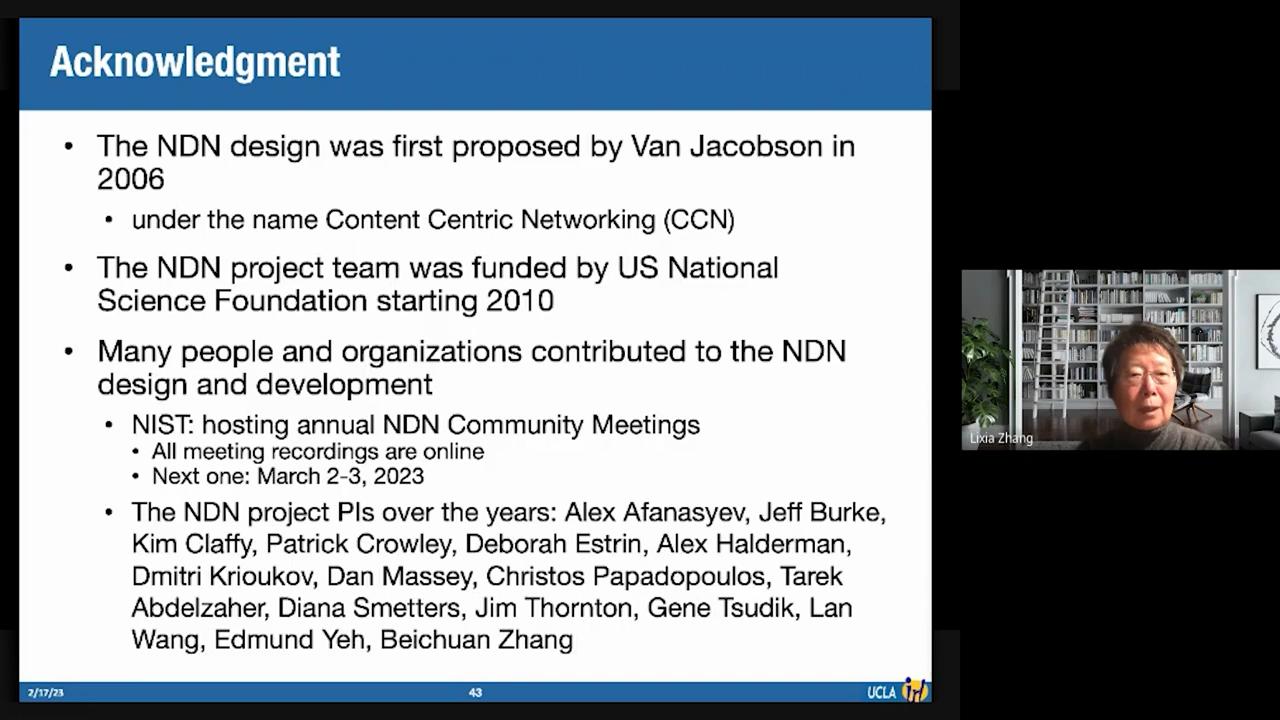 Acknowledgment
• The NDN design was first proposed by Van Jacobson in
2006
• under the name Content Centric Networking (CCN)
• The NDN project team was funded by US National
Science Foundation starting 2010
• Many people and organizations contributed to the NDN
design and development
• NIST: hosting annual NDN Community Meetings
• All meeting recordings are online
• Next one: March 2-3, 2023
• The NDN project PIs over the years: Alex Afanasyev, Jeff Burke,
Kim Claffy, Patrick Crowley, Deborah Estrin, Alex Halderman,
Dmitri Krioukov, Dan Massey, Christos Papadopoulos, Tarek
Abdelzaher, Diana Smetters, Jim Thornton, Gene Tsudik, Lan
Wang, Edmund Yeh, Beichuan Zhang
2/17/23
43
UCLA irl
Lixia Zhang